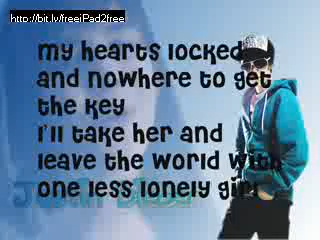 http://bit.lv/freeiPad2free
my hearts locked
and nowhere to get
the key
I'll take her and
leave the world with
one less lonely girl